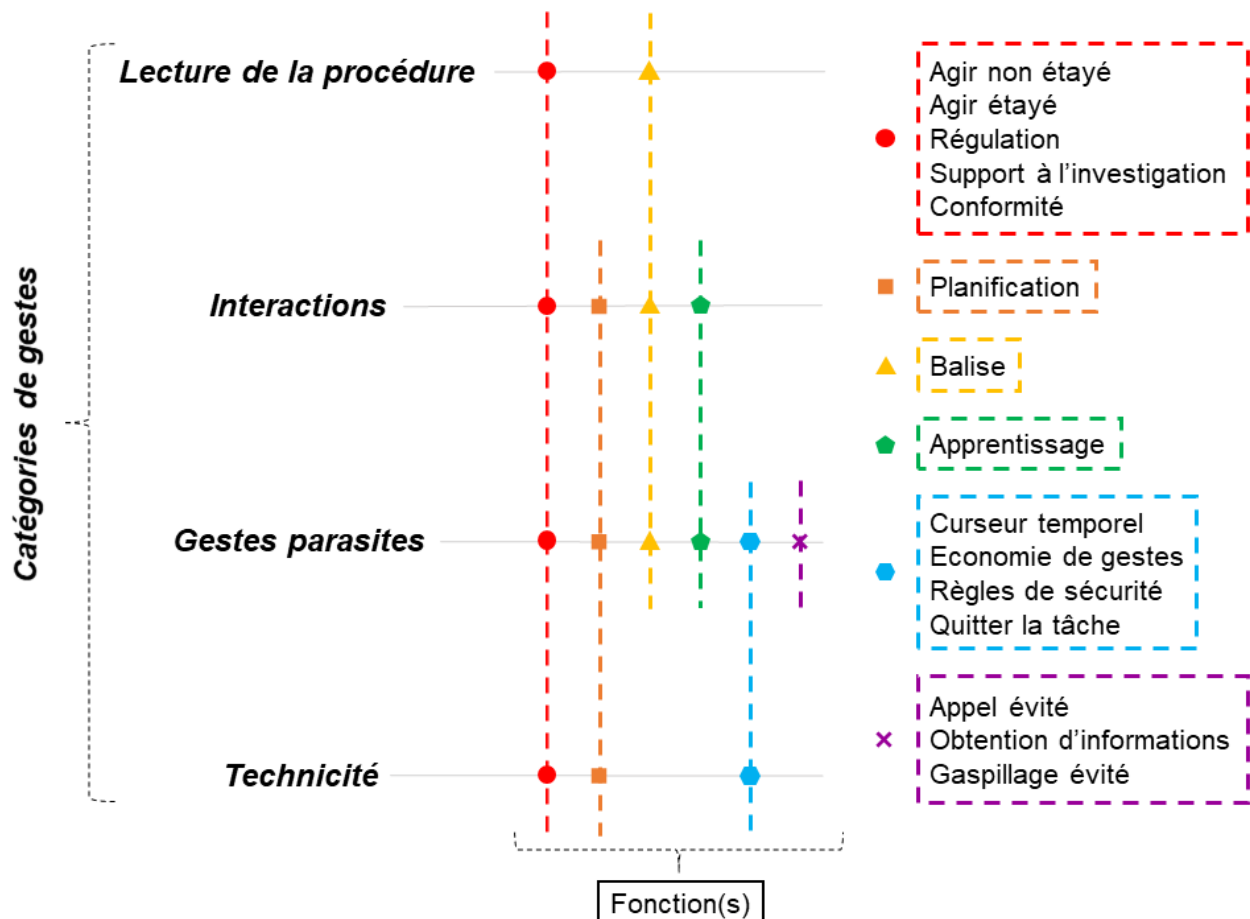 Catégories de gestes
Lecture de la procédure
Interactions
Gestes parasites
Technicité
Fonction(s)
Agir non étayé
Agir étayé
Régulation
Support à l’investigation
Conformité
Planification
Balise
Apprentissage
Curseur temporel
Economie de gestes
Règles de sécurité
Quitter la tâche
Appel évité
Obtention d’informations
Gaspillage évité